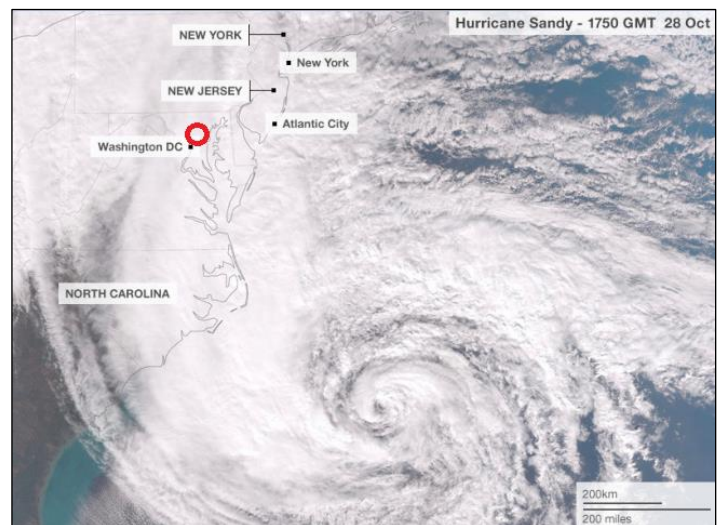 Hurricane Sandy - 1750 GMT 28 Oct
NEW YORK
New York
NEW JERSEY
Atlantic City
Washington DC
NORTH CAROLINA
200km
200 miles